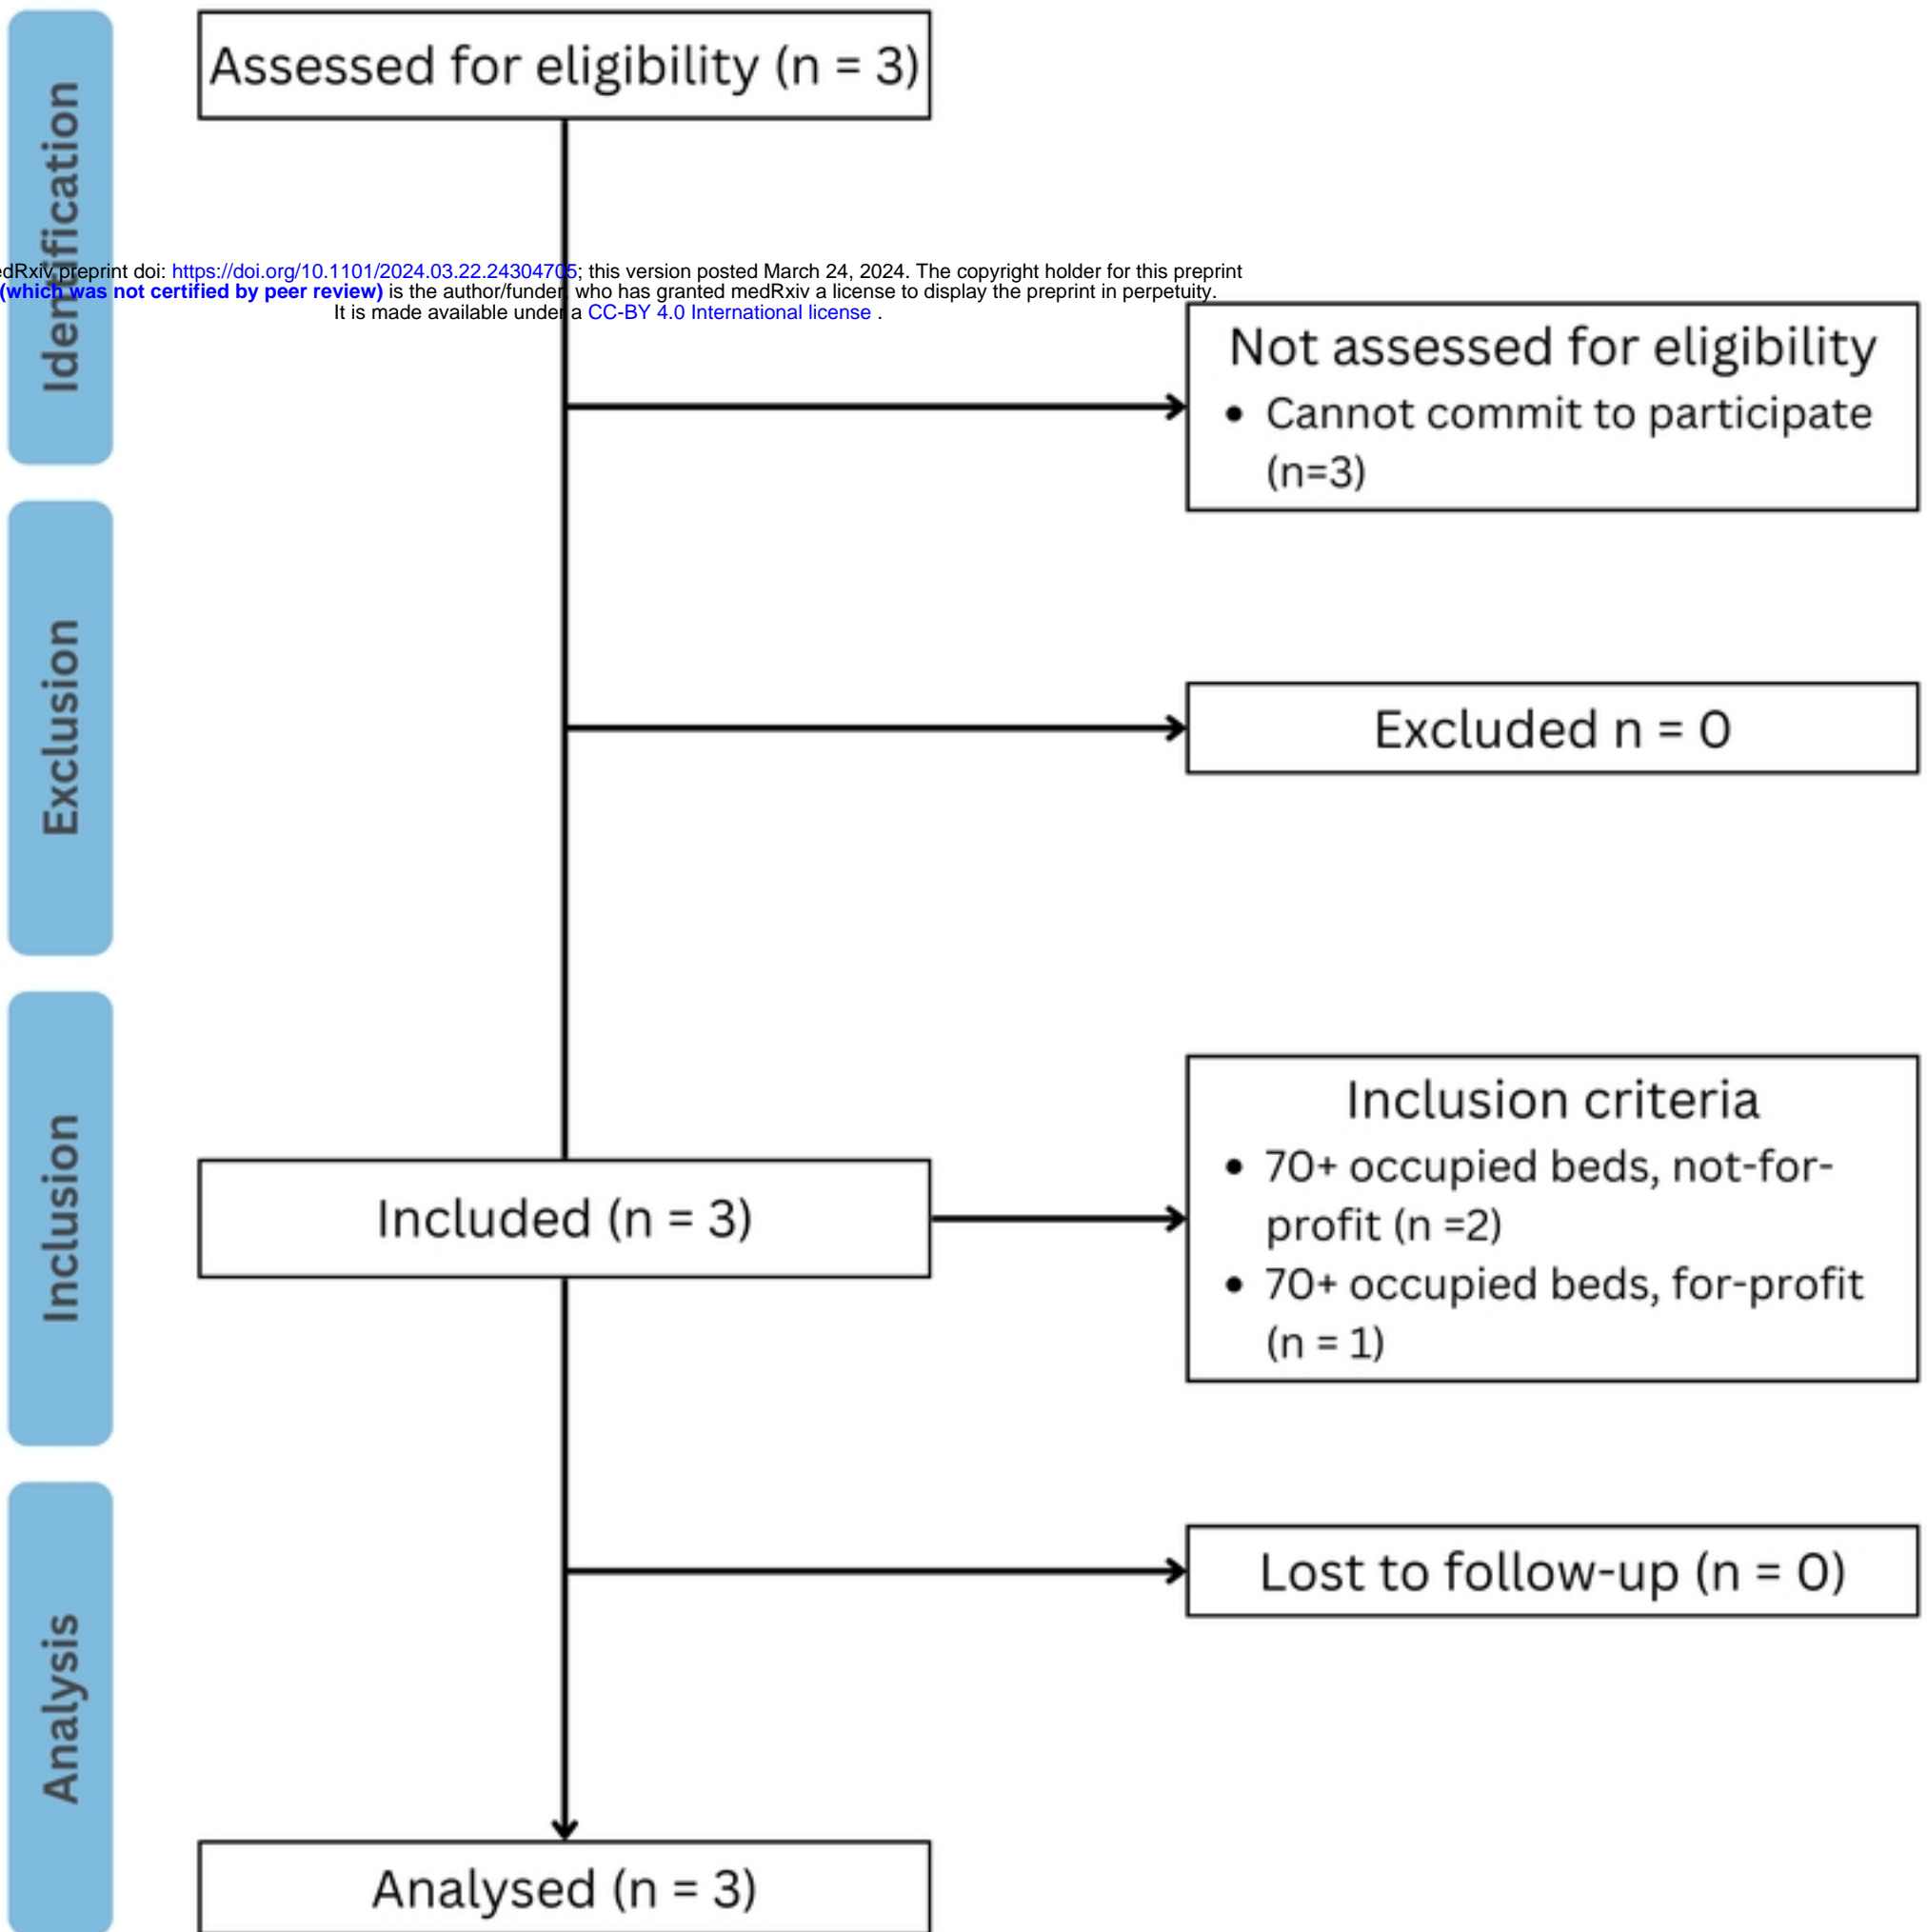 Assessed for eligibility (n = 3)
Identification
preprint doi: https://doi.org/10.1101/2024.03.22.24304705; this version posted March 24, 2024. The copyright holder for this preprint
(which was not certified by peer review) is the author/funder, who has granted medRxiv a license to display the preprint in perpetuity.
It is made available under a CC-BY 4.0 International license .
Not assessed for eligibility
• Cannot commit to participate
(n=3)
Exclusion
Excluded n = 0
Inclusion
Included (n = 3)
Inclusion criteria
• 70+ occupied beds, not-for-
profit (n =2)
• 70+ occupied beds, for-profit
(n = 1)
Analysis
Lost to follow-up (n = 0)
Analysed (n = 3)